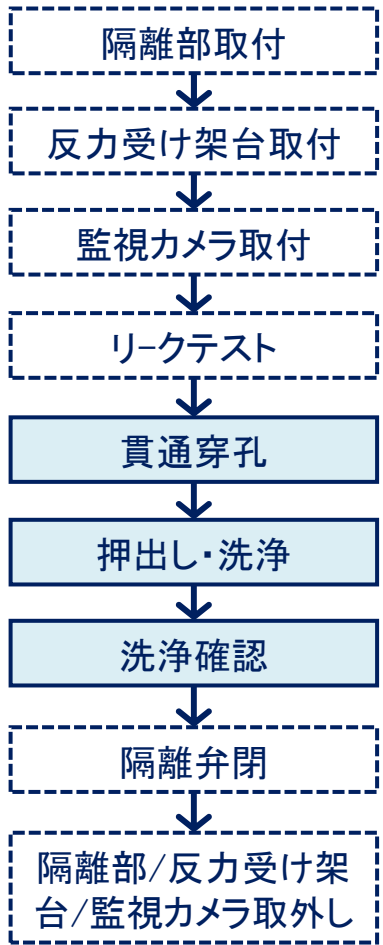 隔離部取付
反力受け架台取付
監視カメラ取付
リークテスト
貫通穿孔
押出し・洗浄
洗浄確認
隔離弁閉
隔離部/反力受け架
台/監視カメラ取外し